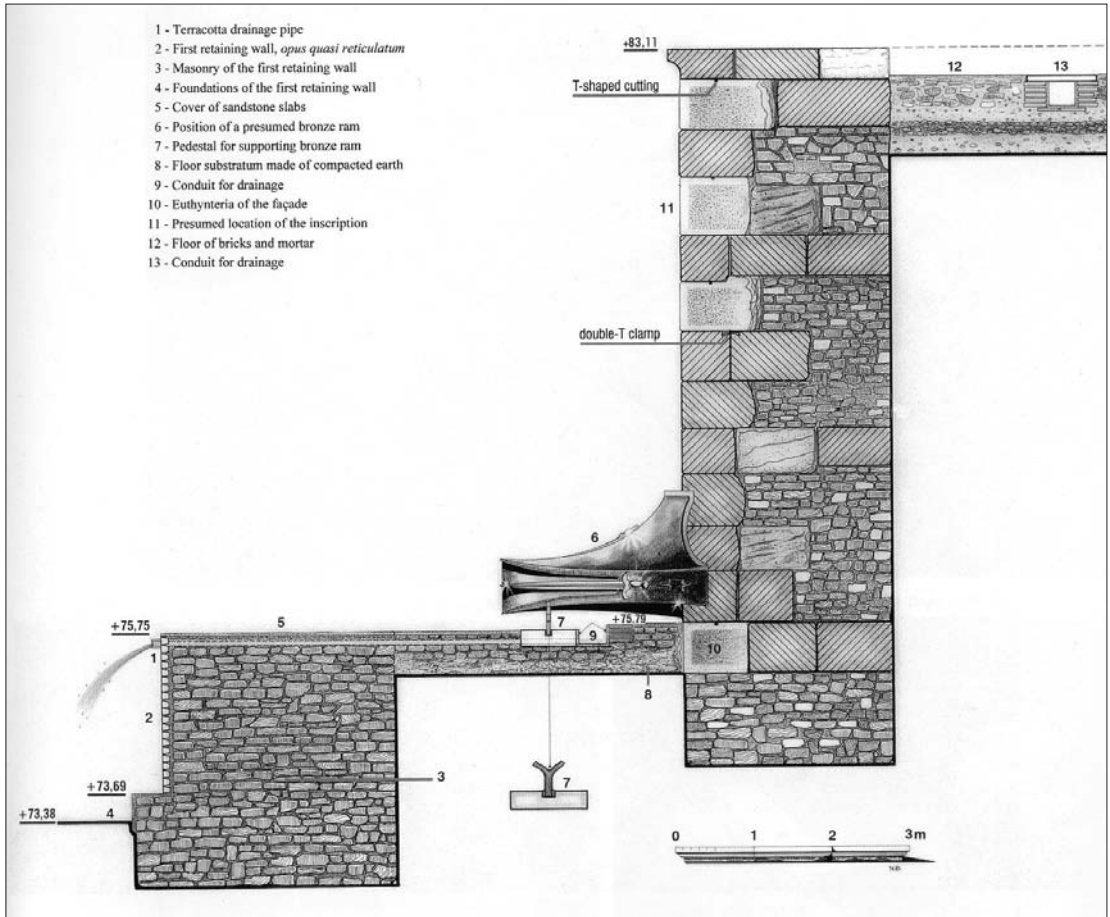 1 - Terracotta drainage pipe
2 - First retaining wall, opus quasi reticulatum
3 - Masonry of the first retaining wall
4 - Foundations of the first retaining wall
5 - Cover of sandstone slabs
6 - Position of a presumed bronze ram
7 - Pedestal for supporting bronze ram
8 - Floor substratum made of compacted earth
9 - Conduit for drainage
10 - Euthynteria of the façade
11 - Presumed location of the inscription
12 - Floor of bricks and mortar
13 - Conduit for drainage
+83,11
12
13
T-shaped cutting
11
double-T clamp
6
+75,75
5
7
9
+75.79
1
10
8
2
3
7
+73,69
+73,38
4
0 1 2 3m